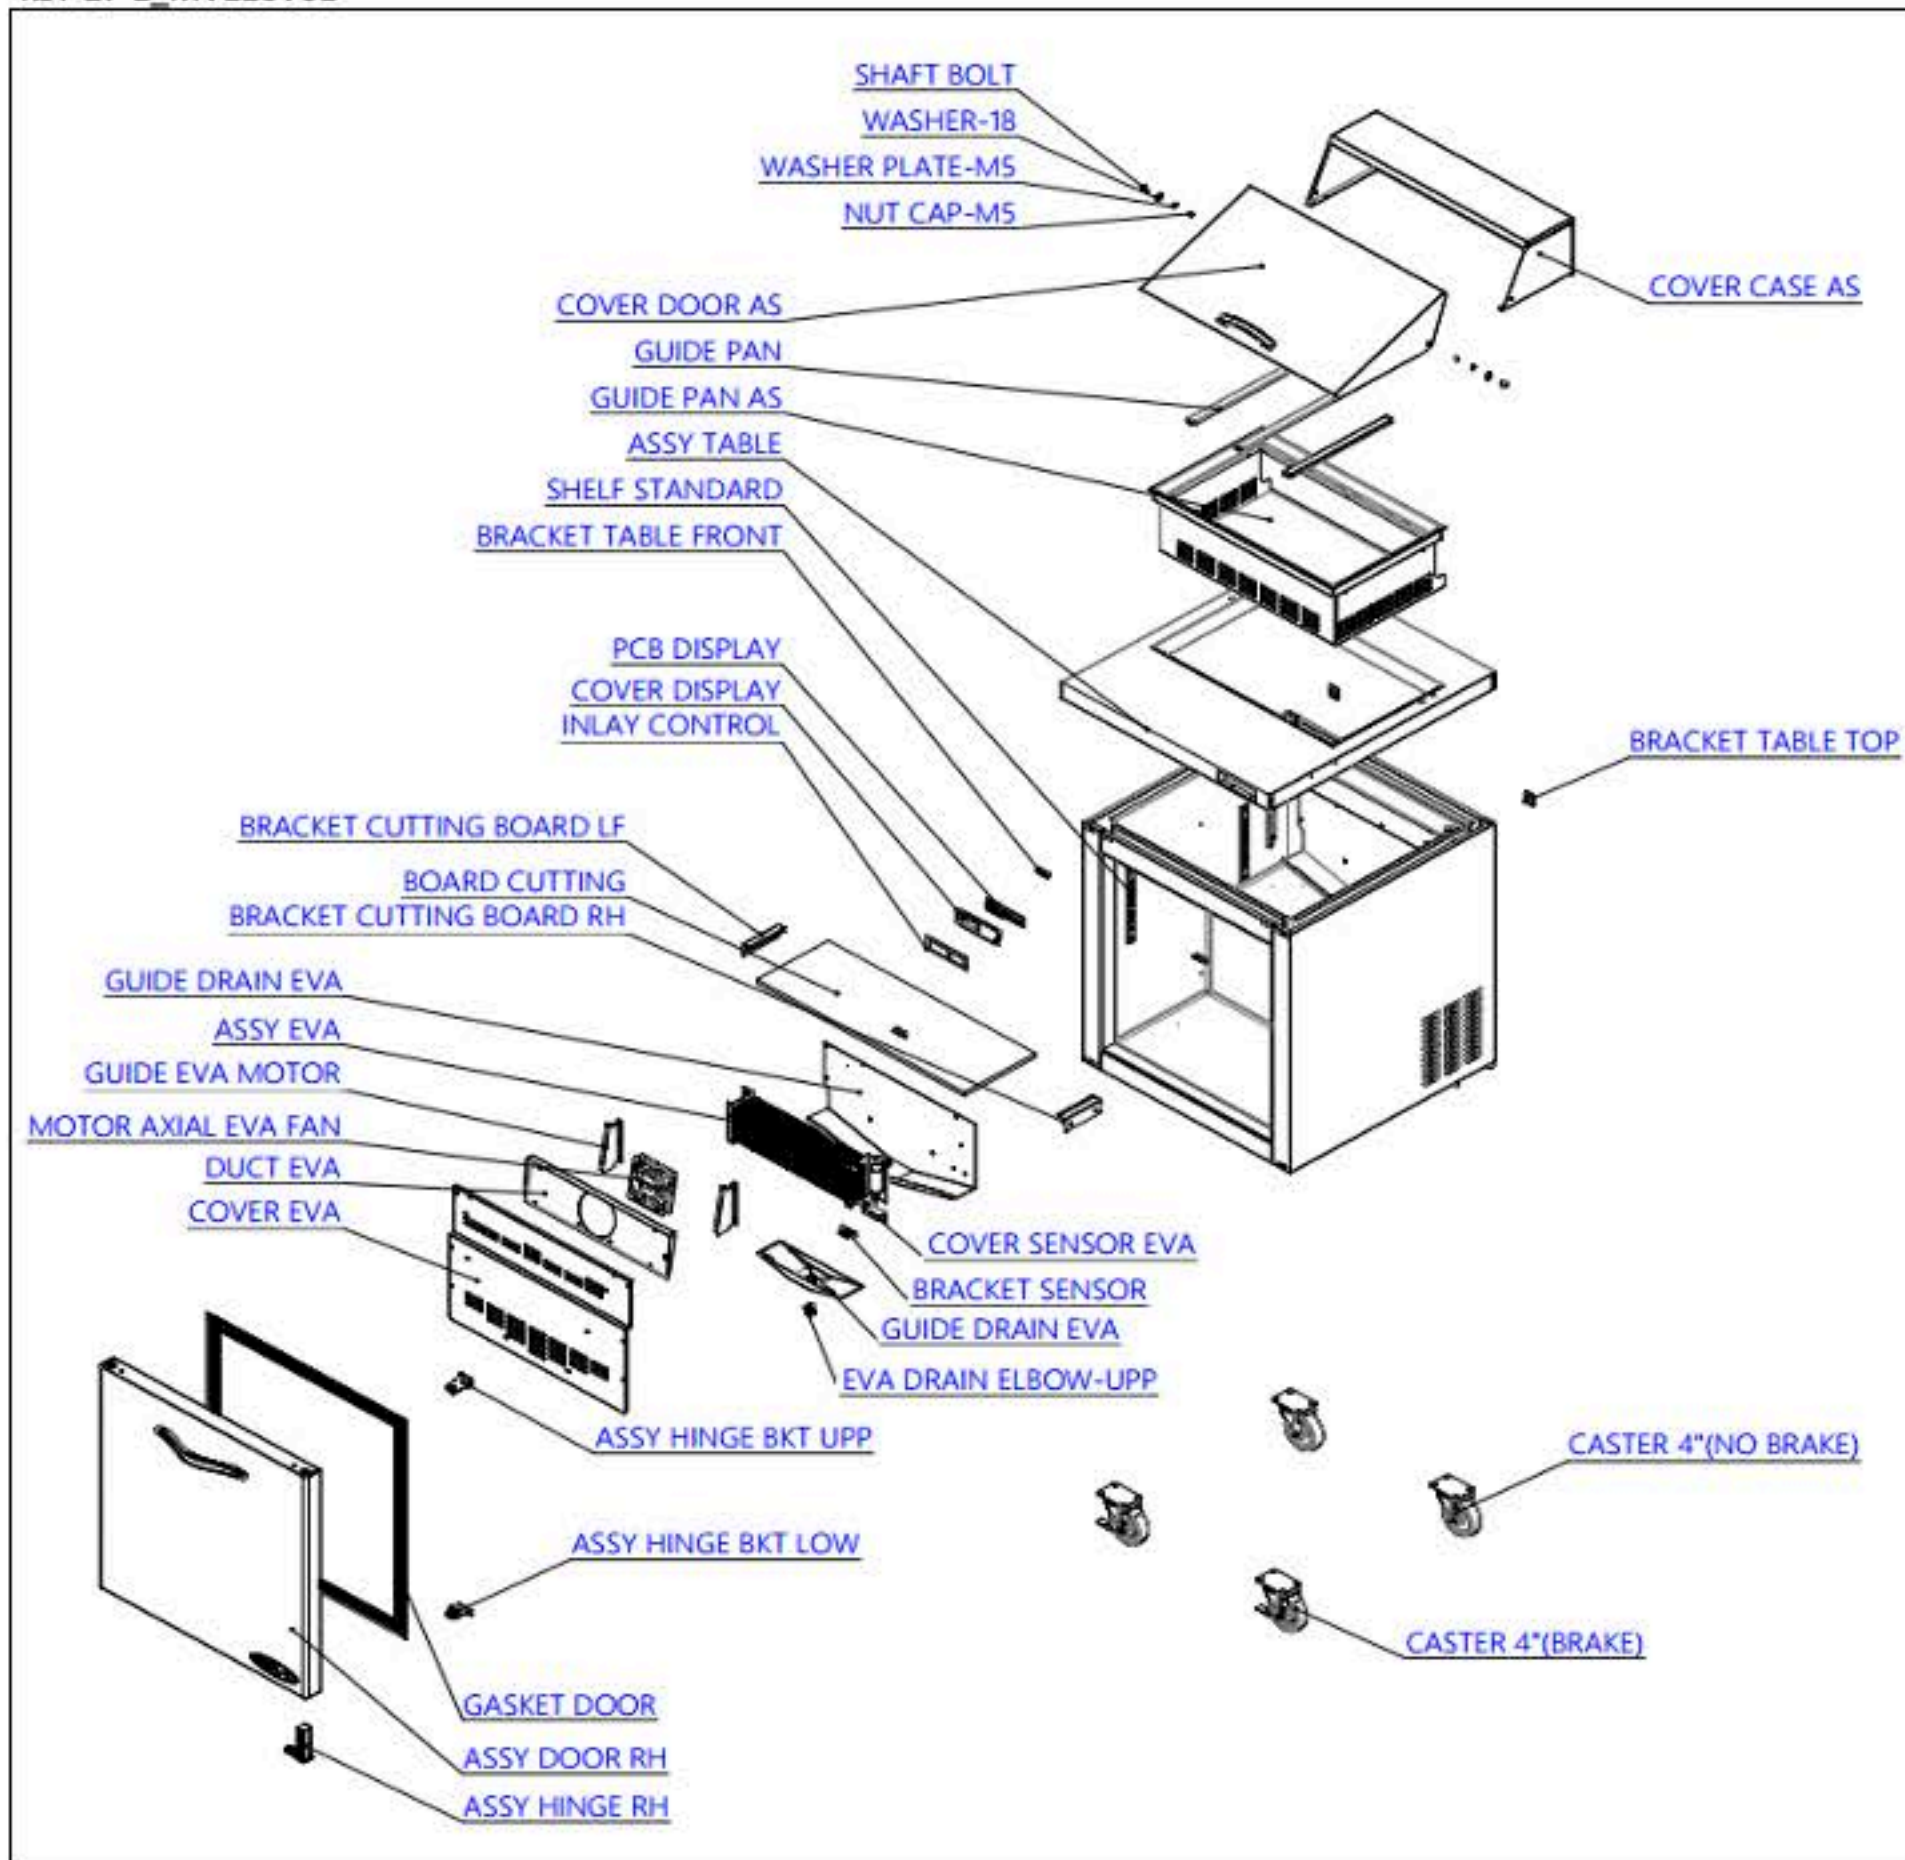 SHAFT BOLT
WASHER-18
WASHER PLATE-M5
NUT CAP-M5
COVER CASE AS
COVER DOOR AS
GUIDE PAN
GUIDE PAN AS
ASSY TABLE
SHELF STANDARD
BRACKET TABLE FRONT
PCB DISPLAY
COVER DISPLAY
INLAY CONTROL
BRACKET TABLE TOP
BRACKET CUTTING BOARD LF
BOARD CUTTING
BRACKET CUTTING BOARD RH
GUIDE DRAIN EVA
ASSY EVA
GUIDE EVA MOTOR
MOTOR AXIAL EVA FAN
DUCT EVA
COVER EVA
COVER SENSOR EVA
BRACKET SENSOR
GUIDE DRAIN EVA
EVA DRAIN ELBOW-UPP
ASSY HINGE BKT UPP
CASTER 4"(NO BRAKE)
ASSY HINGE BKT LOW
CASTER 4"(BRAKE)
GASKET DOOR
ASSY DOOR RH
ASSY HINGE RH